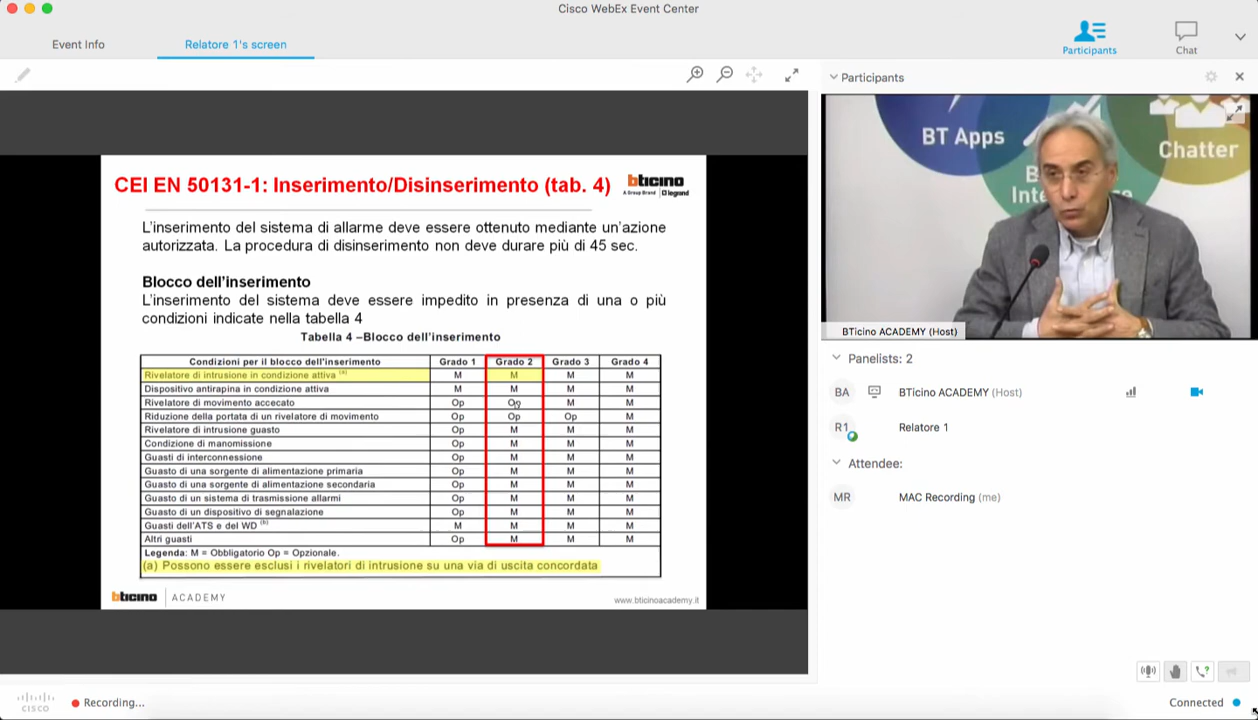 Cisco WebEx Event Center
Event Info
Relatore 1's screen
Participants
Chat
Participants
CEI EN 50131-1: Inserimento/Disinserimento (tab. 4)
bticino
A Group Brand legrand
L'inserimento del sistema di allarme deve essere ottenuto mediante un'azione
autorizzata. La procedura di disinserimento non deve durare più di 45 sec.
Blocco dell'inserimento
L'inserimento del sistema deve essere impedito in presenza di una o più
condizioni indicate nella tabella 4
Tabella 4 –Blocco dell'inserimento
Condizioni per il blocco dell'inserimento Grado 1 Grado 2 Grado 3 Grado 4
Rivelatore di intrusione in condizione attiva (a) M M M M
Dispositivo antirapina in condizione attiva M M M M
Rivelatore di movimento accecato Op Op M M
Riduzione della portata di un rivelatore di movimento Op Op Op M
Rivelatore di intrusione guasto Op M M M
Condizione di manomissione Op M M M
Guasti di interconnessione Op M M M
Guasto di una sorgente di alimentazione primaria Op M M M
Guasto di una sorgente di alimentazione secondaria Op M M M
Guasto di un sistema di trasmissione allarmi Op M M M
Guasto di un dispositivo di segnalazione Op M M M
Guasti dell'ATS e del WD (b) M M M M
Altri guasti Op M M M
Legenda: M = Obbligatorio Op = Opzionale.
(a) Possono essere esclusi i rivelatori di intrusione su una via di uscita concordata
bticino ACADEMY
www.bticinoacademy.it
BT Apps
Chatter
BTicino ACADEMY (Host)
Panelists: 2
BA BTicino ACADEMY (Host)
R1 Relatore 1
Attendee:
MR MAC Recording (me)
CISCO
Recording...
Connected